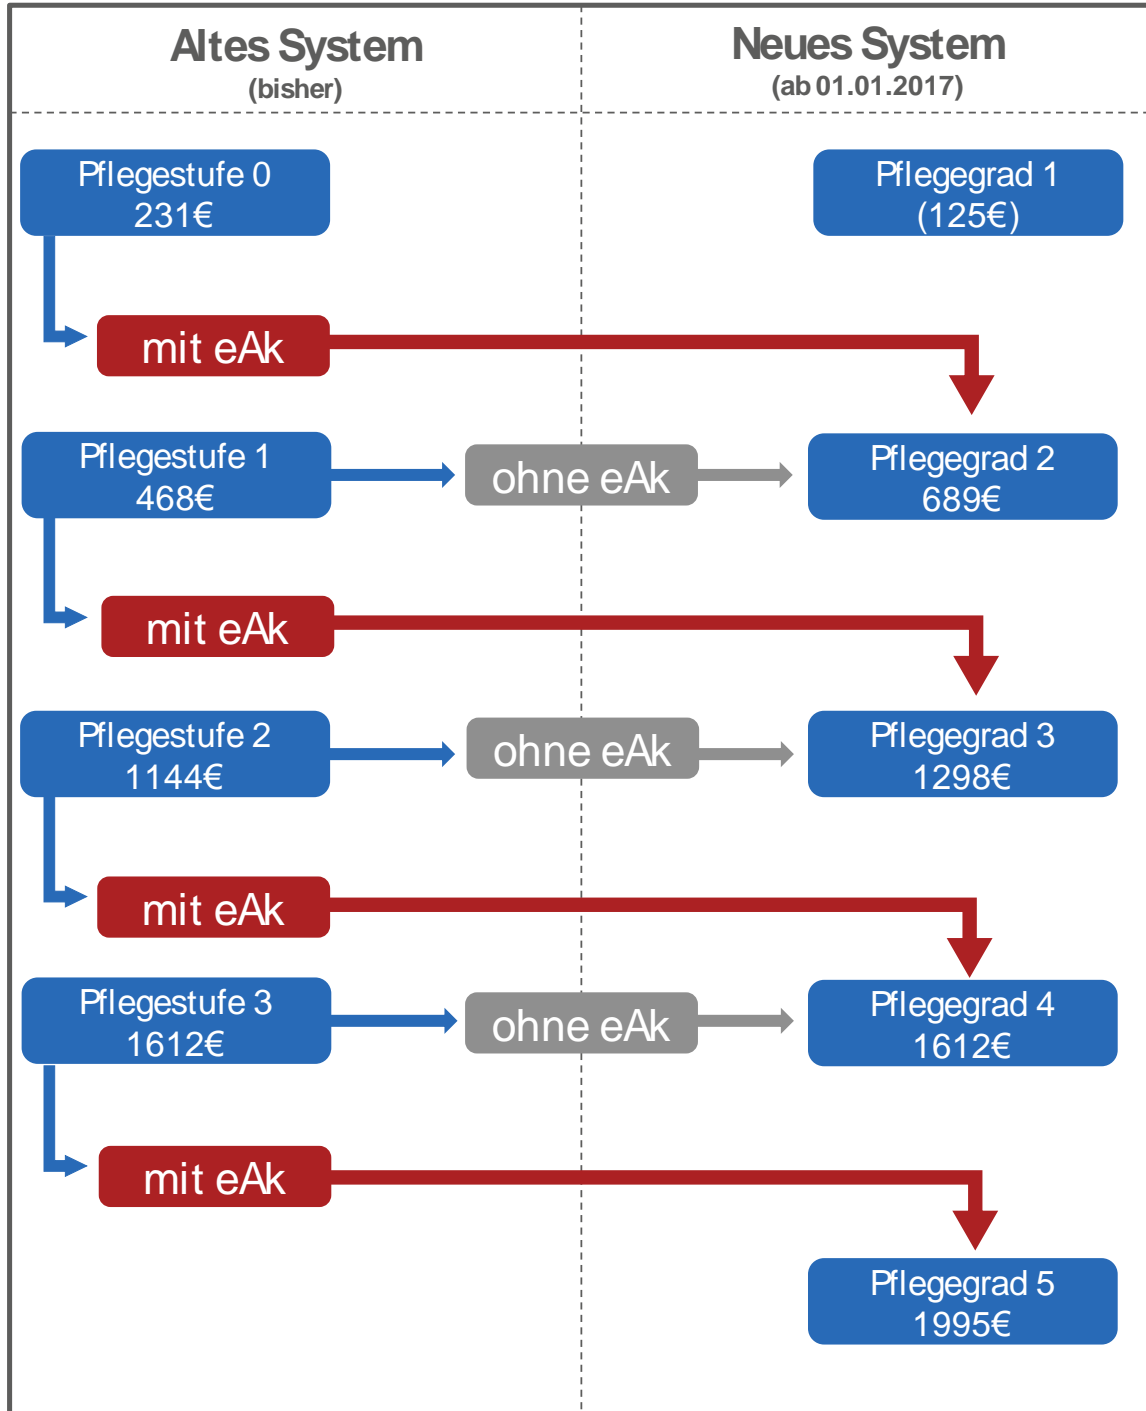 Altes System
(bisher)
Neues System
(ab 01.01.2017)
Pflegestufe 0
231€
Pflegegrad 1
(125€)
mit eAk
Pflegestufe 1
468€
ohne eAk
Pflegegrad 2
689€
mit eAk
Pflegestufe 2
1144€
ohne eAk
Pflegegrad 3
1298€
mit eAk
Pflegestufe 3
1612€
ohne eAk
Pflegegrad 4
1612€
mit eAk
Pflegegrad 5
1995€